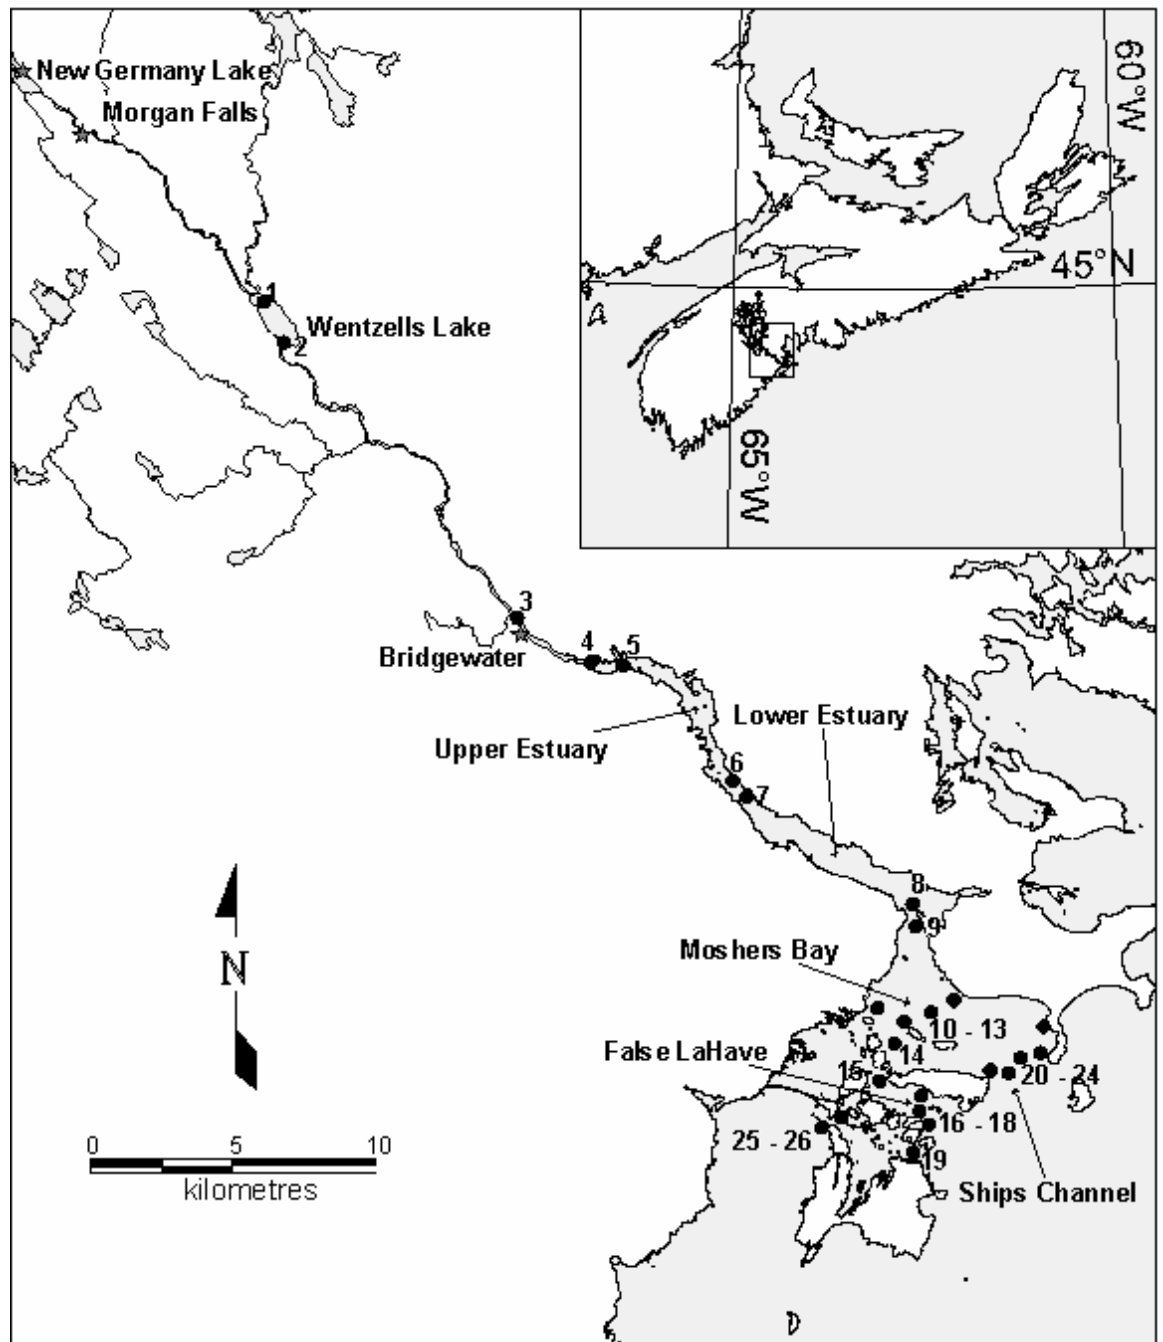 New Germany Lake
Morgan Falls
60°W
45°N
65°W
1
Wentzells Lake
2
3
Bridgewater
4
5
Lower Estuary
Upper Estuary
6
7
8
9
Moshers Bay
10 - 13
False LaHave
14
15
20 - 24
16 - 18
25 - 26
19
Ships Channel
N
0 5 10
kilometres